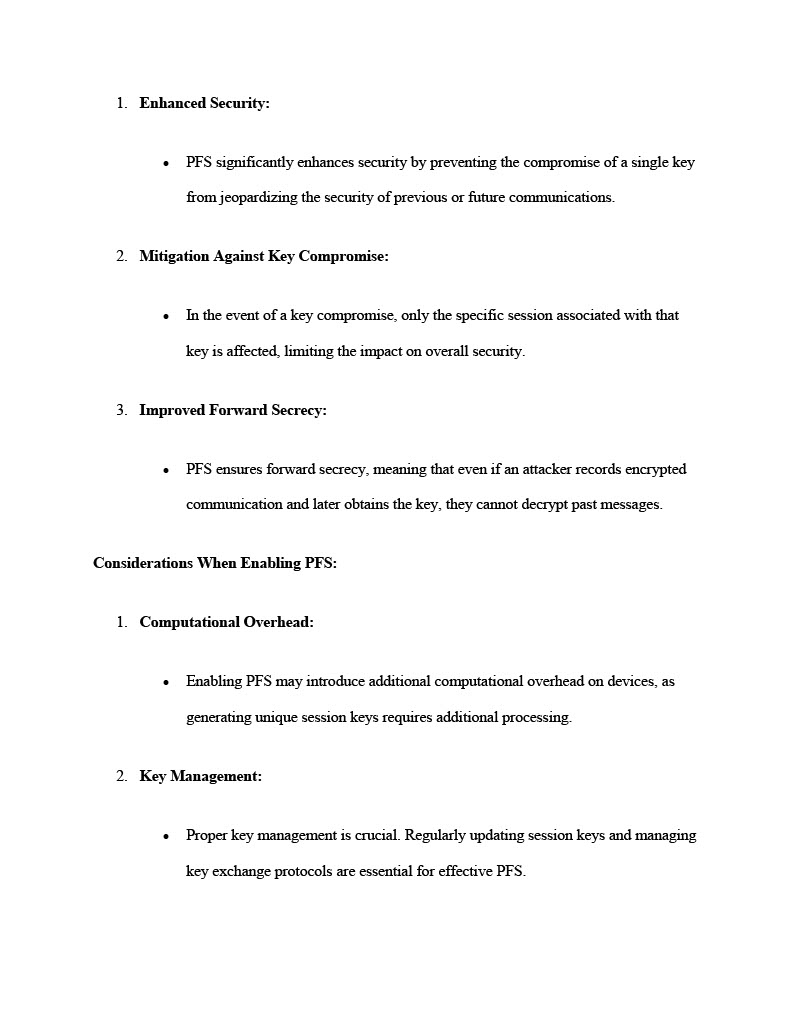 1. Enhanced Security:
• PFS significantly enhances security by preventing the compromise of a single key
from jeopardizing the security of previous or future communications.
2. Mitigation Against Key Compromise:
• In the event of a key compromise, only the specific session associated with that
key is affected, limiting the impact on overall security.
3. Improved Forward Secrecy:
• PFS ensures forward secrecy, meaning that even if an attacker records encrypted
communication and later obtains the key, they cannot decrypt past messages.
Considerations When Enabling PFS:
1. Computational Overhead:
• Enabling PFS may introduce additional computational overhead on devices, as
generating unique session keys requires additional processing.
2. Key Management:
• Proper key management is crucial. Regularly updating session keys and managing
key exchange protocols are essential for effective PFS.